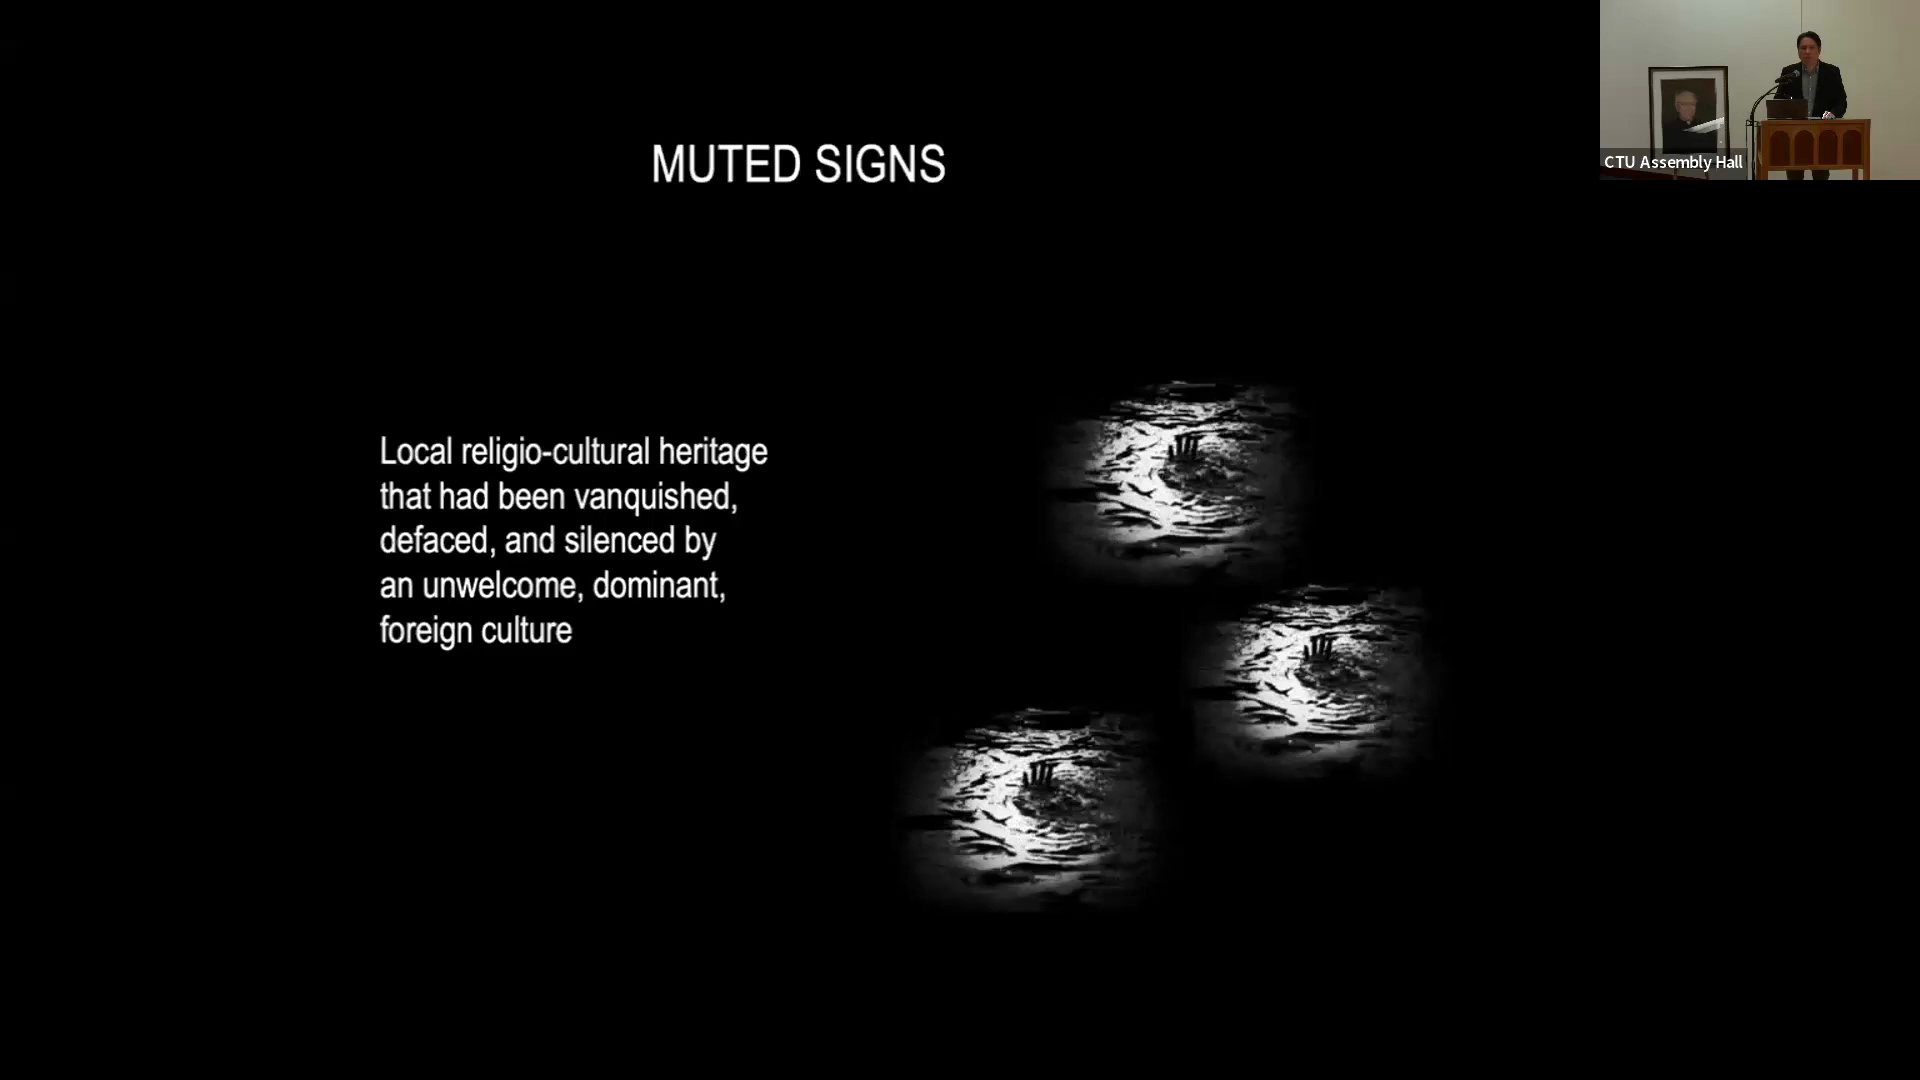 MUTED SIGNS
Local religio-cultural heritage
that had been vanquished,
defaced, and silenced by
an unwelcome, dominant,
foreign culture
CTU Assembly Hall